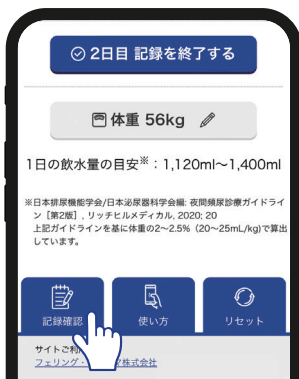 2日目 記録を終了する
体重 56kg
1日の飲水量の目安※：1,120ml〜1,400ml
※日本排尿機能学会/日本泌尿器科学会編: 夜間頻尿診療ガイドライ
ン［第2版］, リッチヒルメディカル, 2020; 20
上記ガイドラインを基に体重の2〜2.5%（20〜25mL/kg)で算出
しています。
記録確認 使い方 リセット
サイトご利
フェリング・ 株式会社